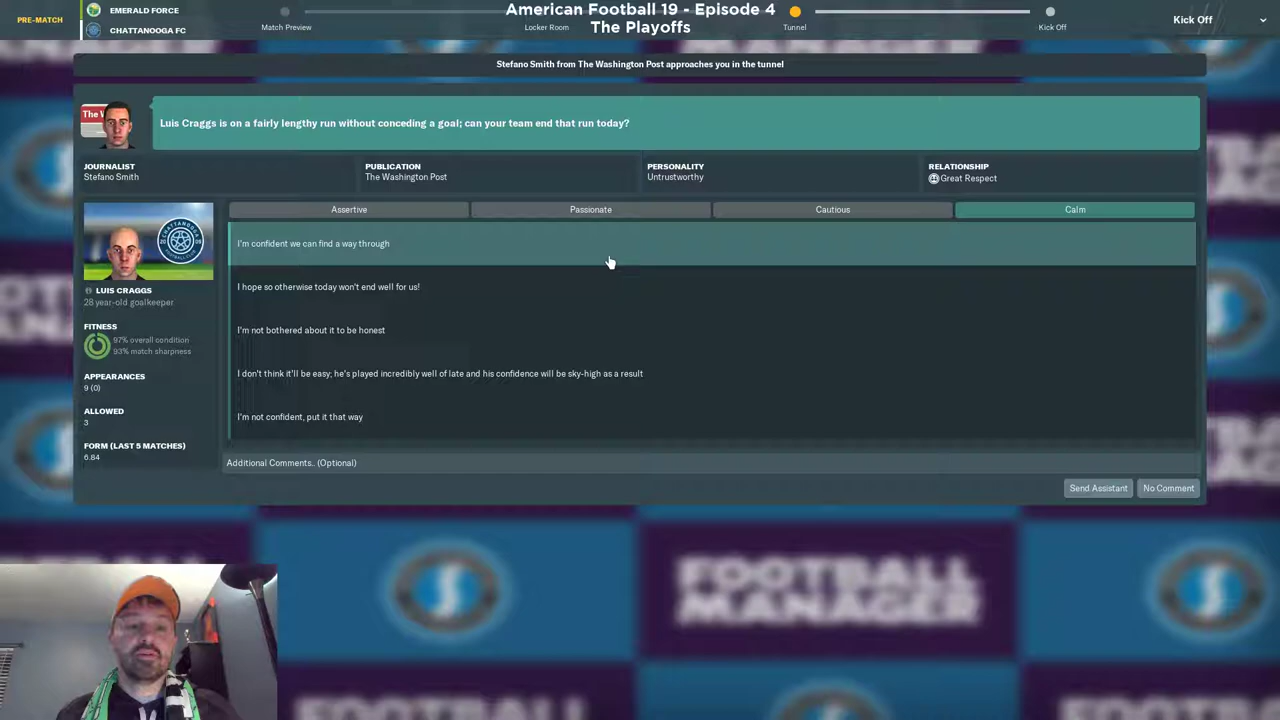 PRE-MATCH
EMERALD FORCE
CHATTANOOGA FC
American Football 19 - Episode 4
The Playoffs
Match Preview
Locker Room
Tunnel
Kick Off
Kick Off
Stefano Smith from The Washington Post approaches you in the tunnel
Luis Craggs is on a fairly lengthy run without conceding a goal; can your team end that run today?
JOURNALIST
Stefano Smith
PUBLICATION
The Washington Post
PERSONALITY
Untrustworthy
RELATIONSHIP
Great Respect
Assertive
Passionate
Cautious
Calm
LUIS CRAGGS
28 year-old goalkeeper
FITNESS
97% overall condition
93% match sharpness
APPEARANCES
9 (0)
ALLOWED
3
FORM (LAST 5 MATCHES)
6.84
I'm confident we can find a way through
I hope so otherwise today won't end well for us!
I'm not bothered about it to be honest
I don't think it'll be easy; he's played incredibly well of late and his confidence will be sky-high as a result
I'm not confident, put it that way
Additional Comments.. (Optional)
Send Assistant
No Comment
FOOTBALL
MANAGER